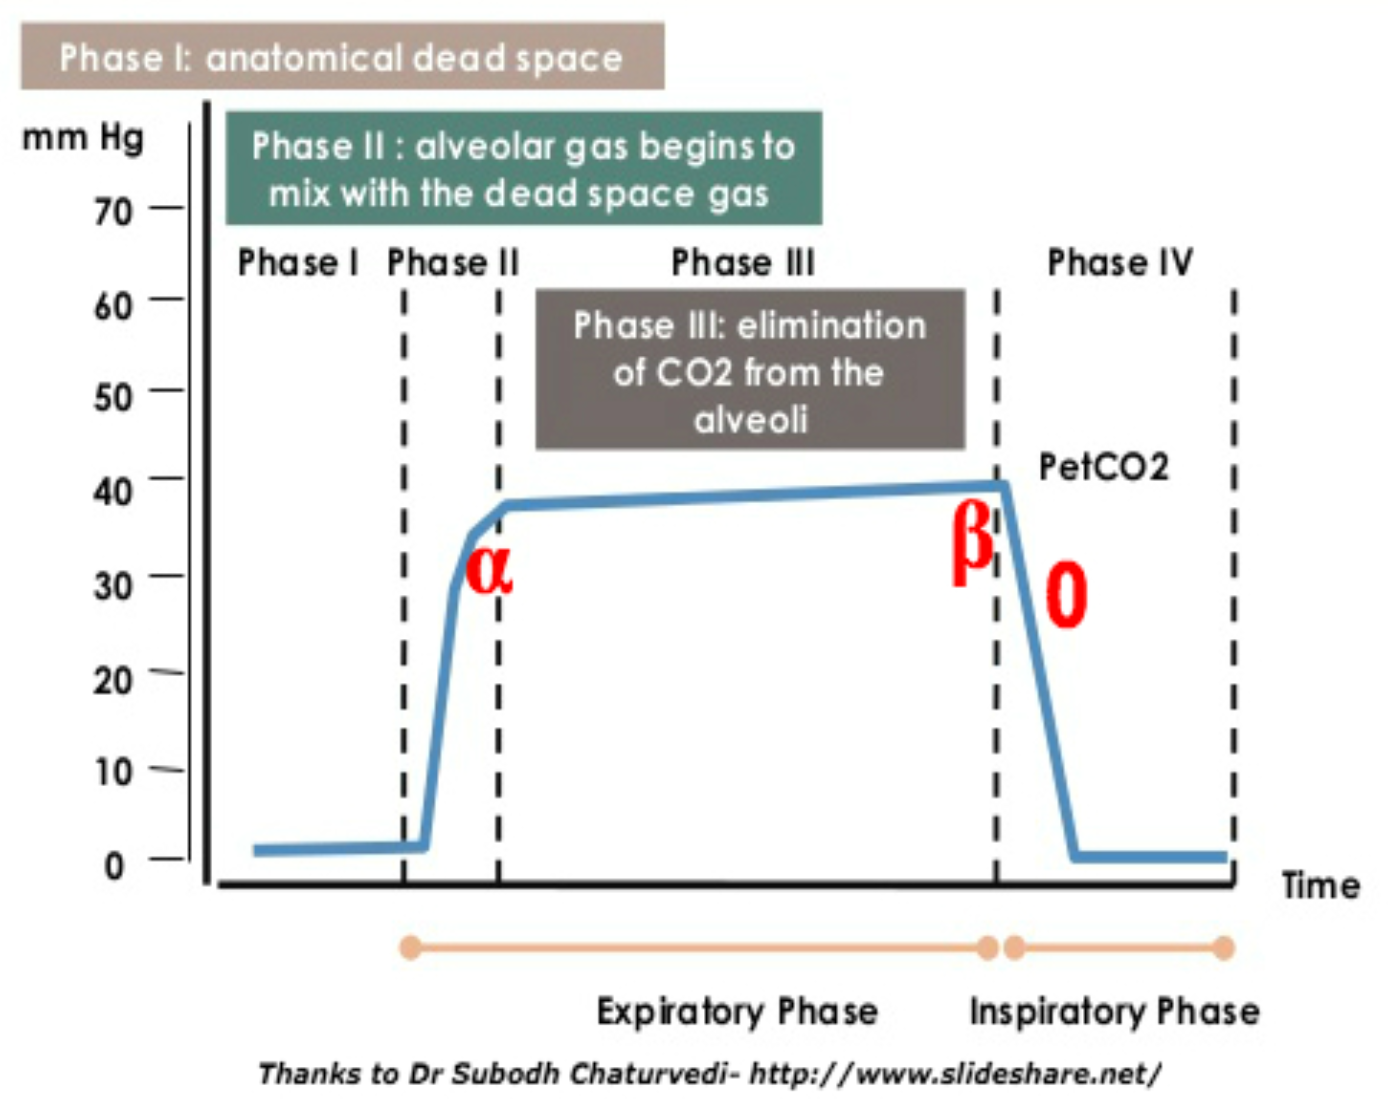 Phase I: anatomical dead space
mm Hg
Phase II : alveolar gas begins to
mix with the dead space gas
70
Phase I
Phase II
Phase III
Phase IV
60
Phase III: elimination
of CO2 from the
alveoli
50
PetCO2
40
β
α
0
30
20
10
0
Time
Expiratory Phase
Inspiratory Phase
Thanks to Dr Subodh Chaturvedi- http://www.slideshare.net/